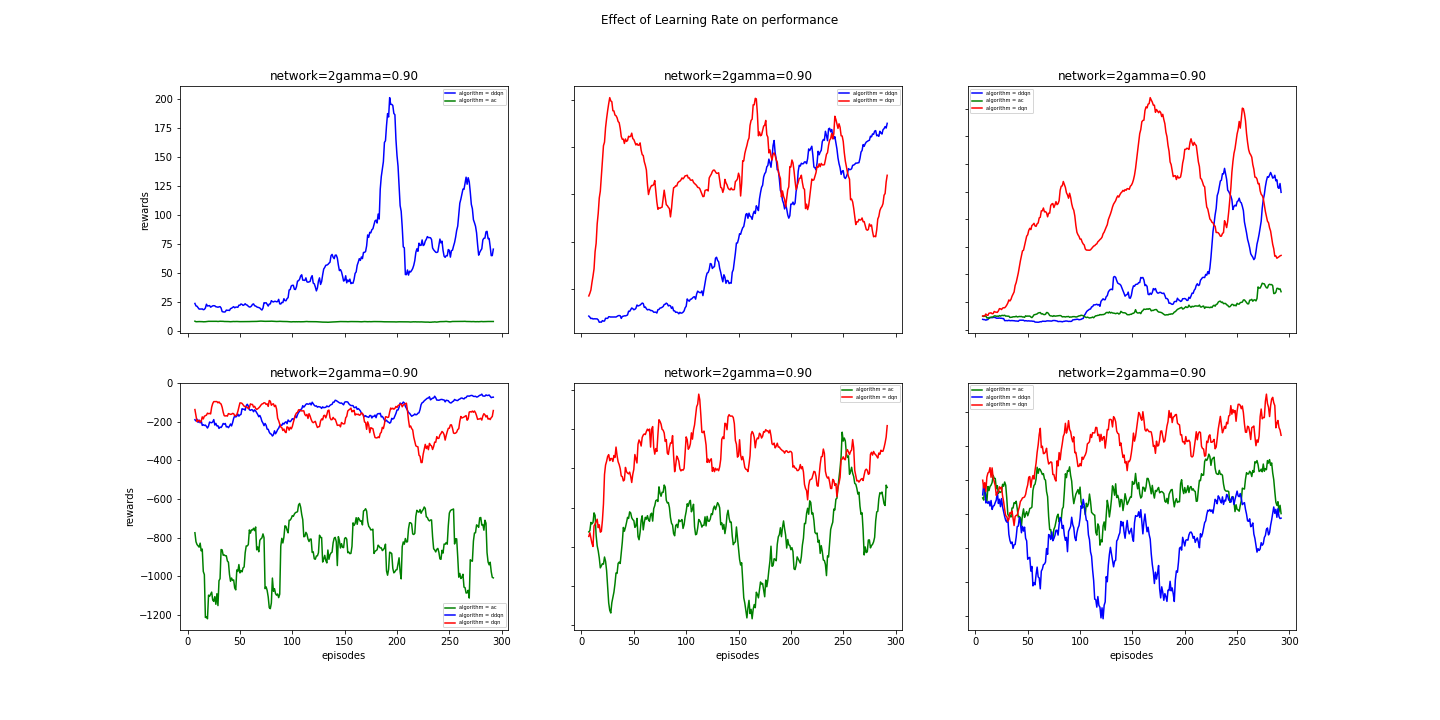 Effect of Learning Rate on performance
network=2gamma=0.90
network=2gamma=0.90
network=2gamma=0.90
algorithm = ddqn
algorithm = ac
algorithm = ddqn
algorithm = dqn
algorithm = ddqn
algorithm = ac
algorithm = dqn
200
175
150
125
100
75
50
25
0
rewards
network=2gamma=0.90
network=2gamma=0.90
network=2gamma=0.90
algorithm = ac
algorithm = ddqn
algorithm = dqn
algorithm = ac
algorithm = dqn
algorithm = ac
algorithm = ddqn
algorithm = dqn
0
−200
−400
−600
−800
−1000
−1200
rewards
0 50 100 150 200 250 300
0 50 100 150 200 250 300
0 50 100 150 200 250 300
episodes
episodes
episodes